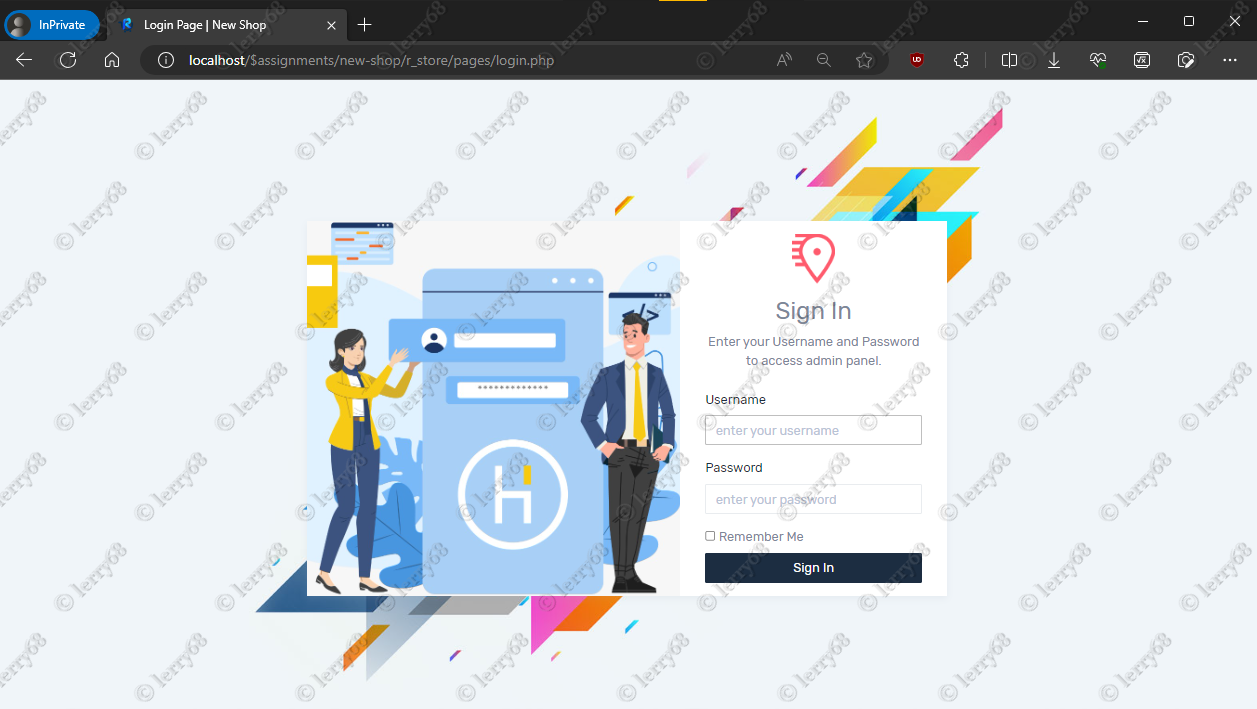 InPrivate
Login Page | New Shop
localhost/$assignments/new-shop/r_store/pages/login.php
Sign In
Enter your Username and Password
to access admin panel.
Username
enter your username
Password
enter your password
Remember Me
Sign In
</>
H
© lerry68